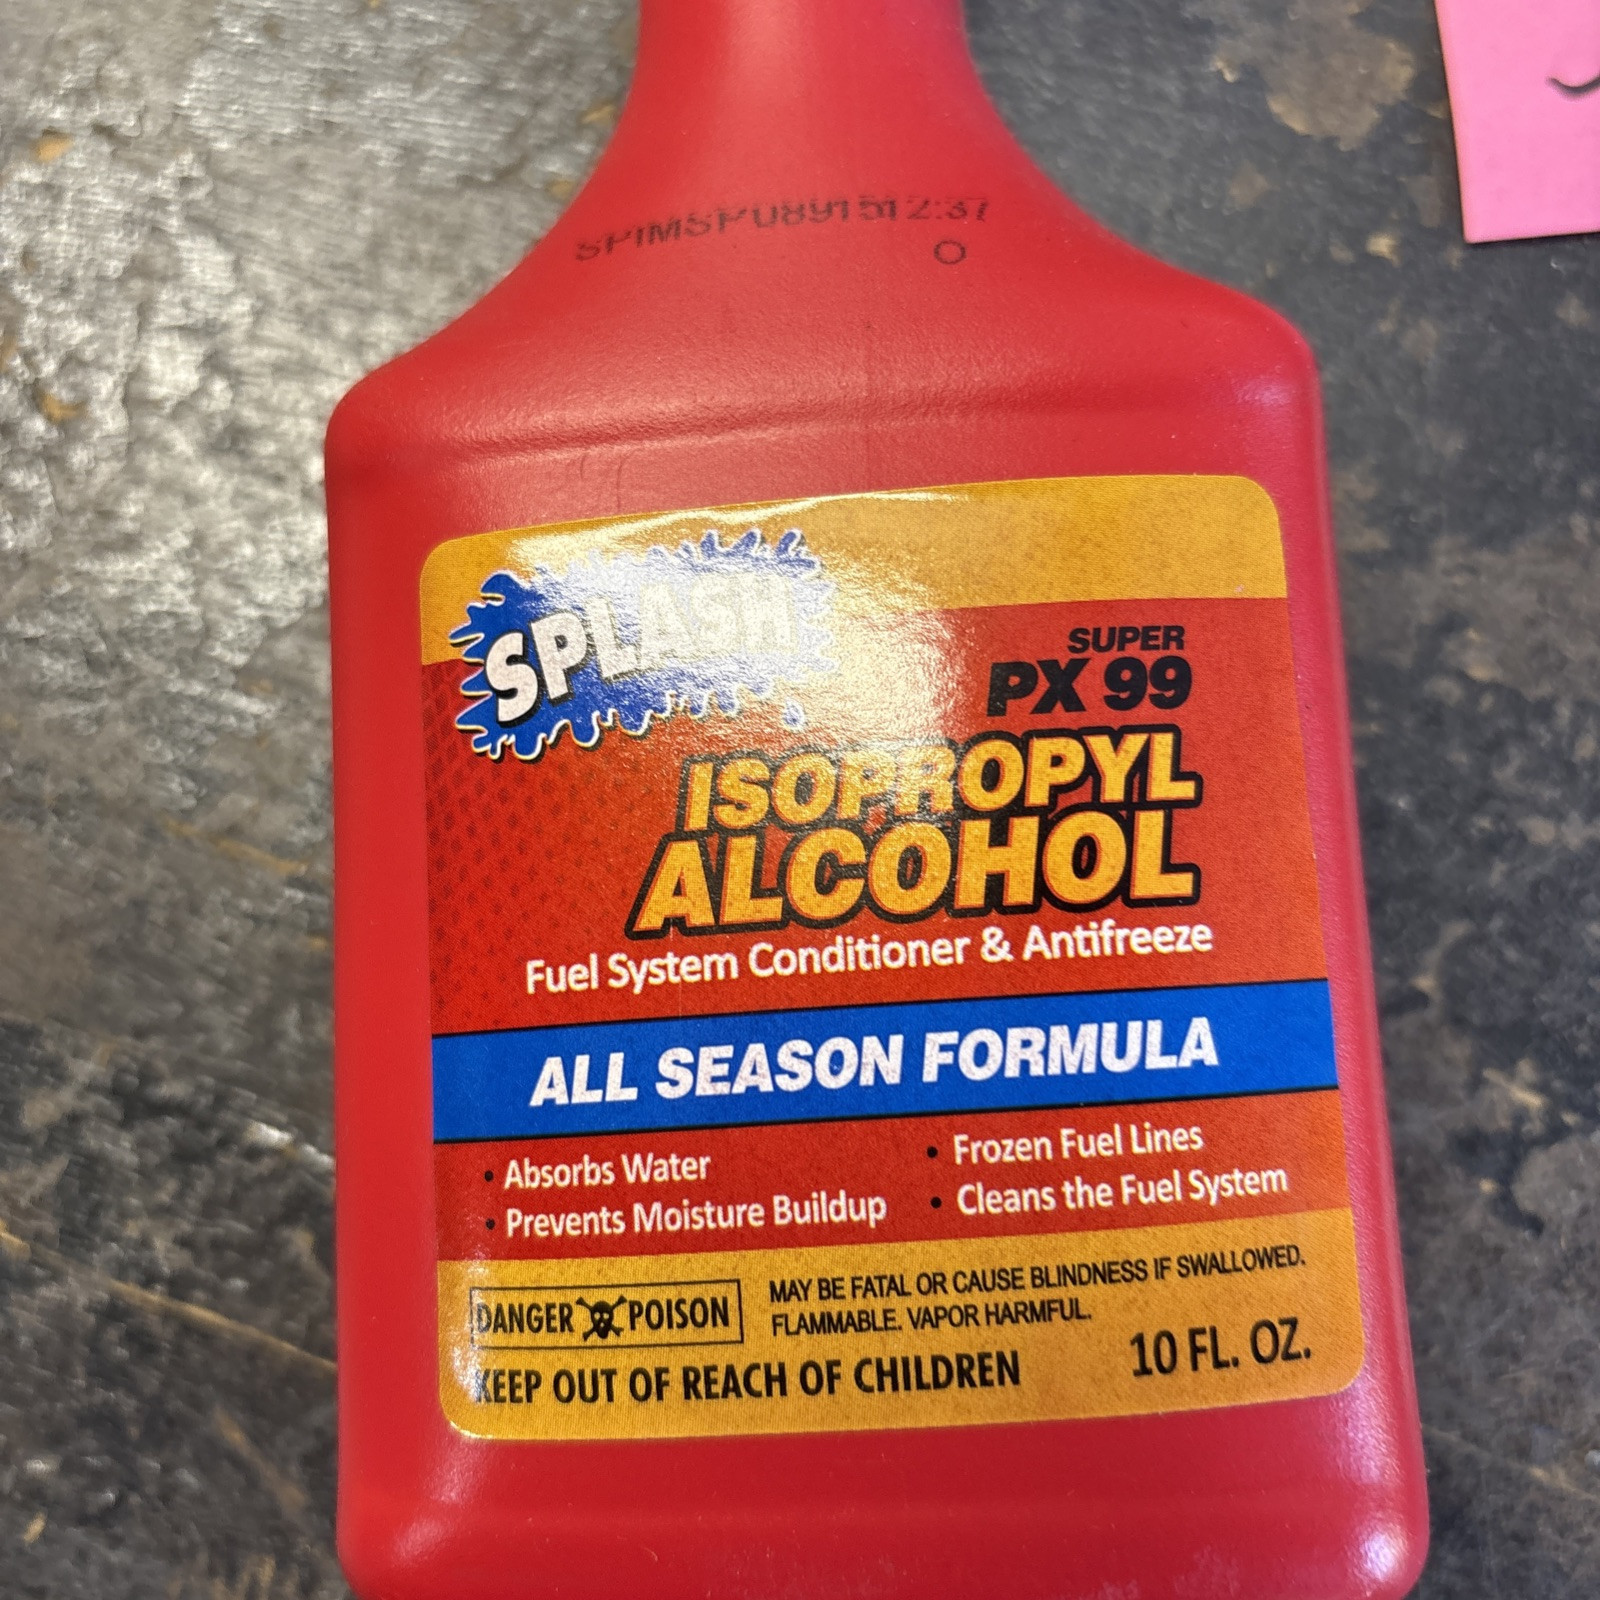 SPIMSP0891512:37
O
SPLASH
SUPER
PX 99
ISOPROPYL
ALCOHOL
Fuel System Conditioner & Antifreeze
ALL SEASON FORMULA
• Absorbs Water
• Prevents Moisture Buildup
• Frozen Fuel Lines
• Cleans the Fuel System
DANGER POISON
MAY BE FATAL OR CAUSE BLINDNESS IF SWALLOWED.
FLAMMABLE. VAPOR HARMFUL.
KEEP OUT OF REACH OF CHILDREN
10 FL. OZ.